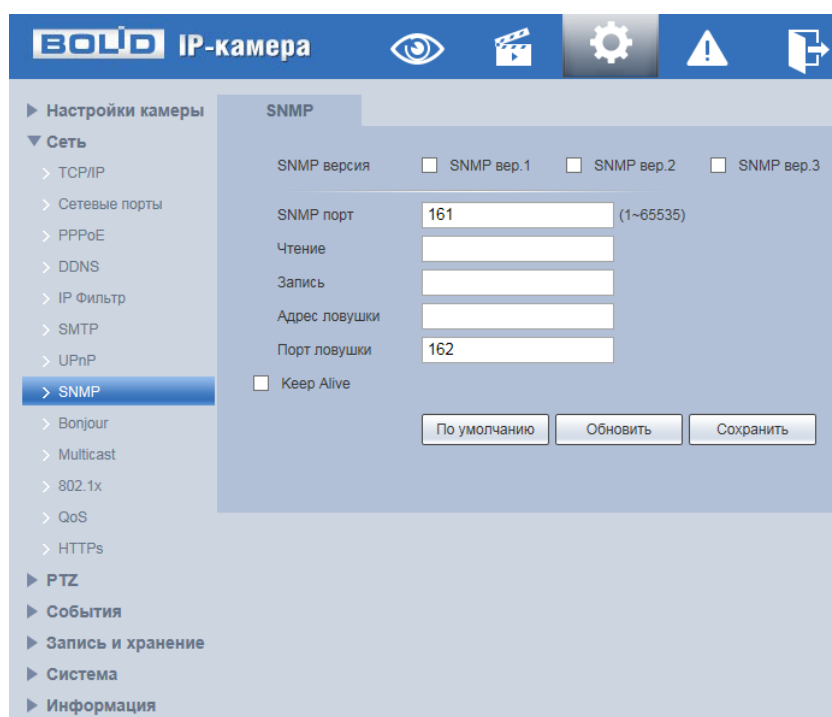 BOLID IP-камера
Настройки камеры
Сеть
TCP/IP
Сетевые порты
PPPoE
DDNS
IP Фильтр
SMTP
UPnP
SNMP
Bonjour
Multicast
802.1x
QoS
HTTPs
PTZ
События
Запись и хранение
Система
Информация
SNMP
SNMP версия SNMP вер.1 SNMP вер.2 SNMP вер.3
SNMP порт 161 (1~65535)
Чтение
Запись
Адрес ловушки
Порт ловушки 162
Keep Alive
По умолчанию Обновить Сохранить